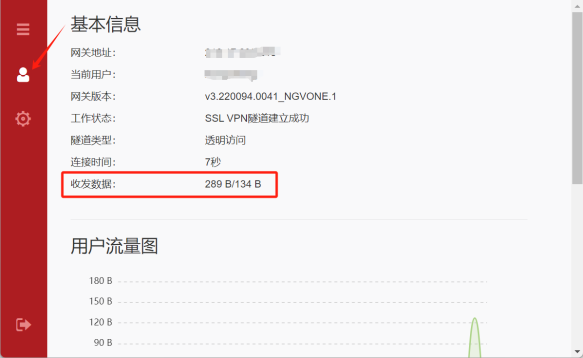 基本信息
网关地址：
当前用户：
网关版本： v3.220094.0041_NGVONE.1
工作状态： SSL VPN隧道建立成功
隧道类型： 透明访问
连接时间： 7秒
收发数据： 289 B/134 B
用户流量图
180 B
150 B
120 B
90 B